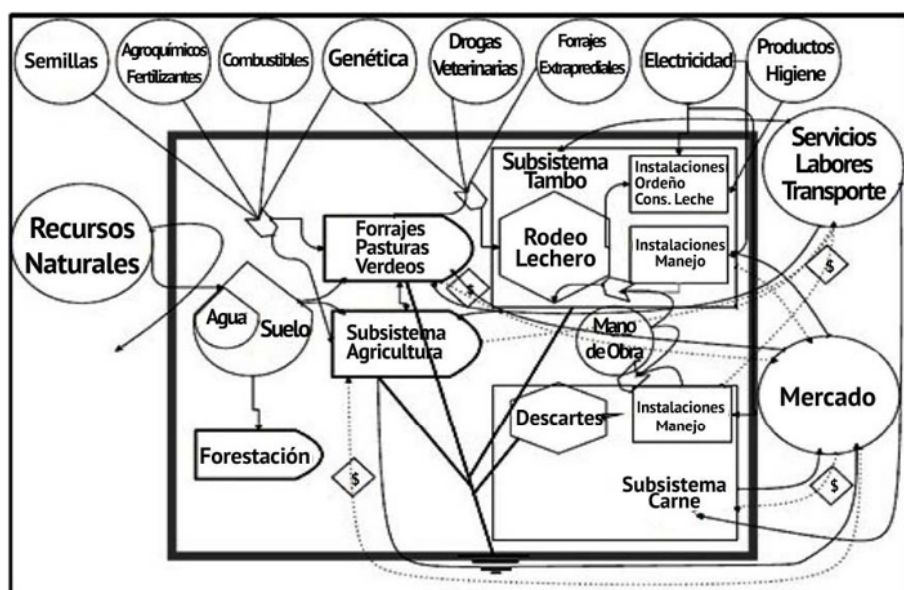 Semillas
Agroquímicos
Fertilizantes
Combustibles
Genética
Drogas
Veterinarias
Forrajes
Extraprediales
Electricidad
Productos
Higiene
Servicios
Labores
Transporte
Recursos
Naturales
Subsistema
Tambo
Instalaciones
Ordeño
Cons. Leche
Forrajes
Pasturas
Verdeos
Rodeo
Lechero
Instalaciones
Manejo
$
$
Agua
Suelo
Subsistema
Agricultura
Mano
de Obra
Mercado
Descartes
Instalaciones
Manejo
Forestación
$
Subsistema
Carne
$